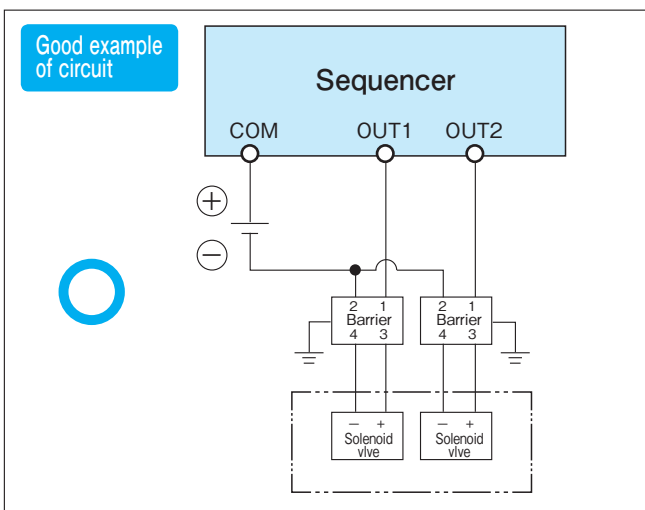 Good example
of circuit
Sequencer
COM OUT1 OUT2
+
−
2 1 2 1
Barrier Barrier
4 3 4 3
− + − +
Solenoid Solenoid
vlve vlve